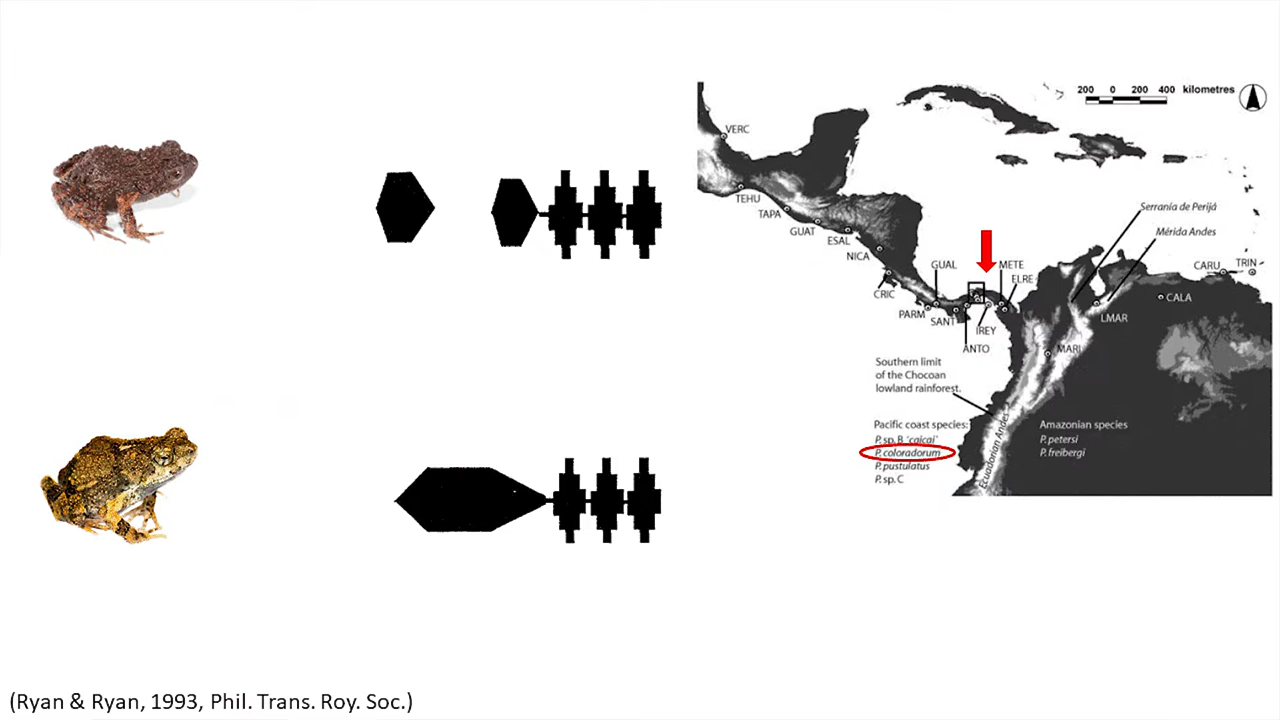 200 0 200 400 kilometres
VERC
TEHU
TAPA
GUAT
ESAL
NICA
CRIC
GUAL
PARM
SANT
ANTO
IREY
METE
ELRE
Serranía de Perijá
Mérida Andes
CARU
TRIN
CALA
LMAR
MARI
Southern limit
of the Chocoan
lowland rainforest.
Ecuadorian Andes
Pacific coast species:
P. sp. B 'caicai'
P. coloradorum
P. pustulatus
P. sp. C
Amazonian species
P. petersi
P. freibergi
(Ryan & Ryan, 1993, Phil. Trans. Roy. Soc.)